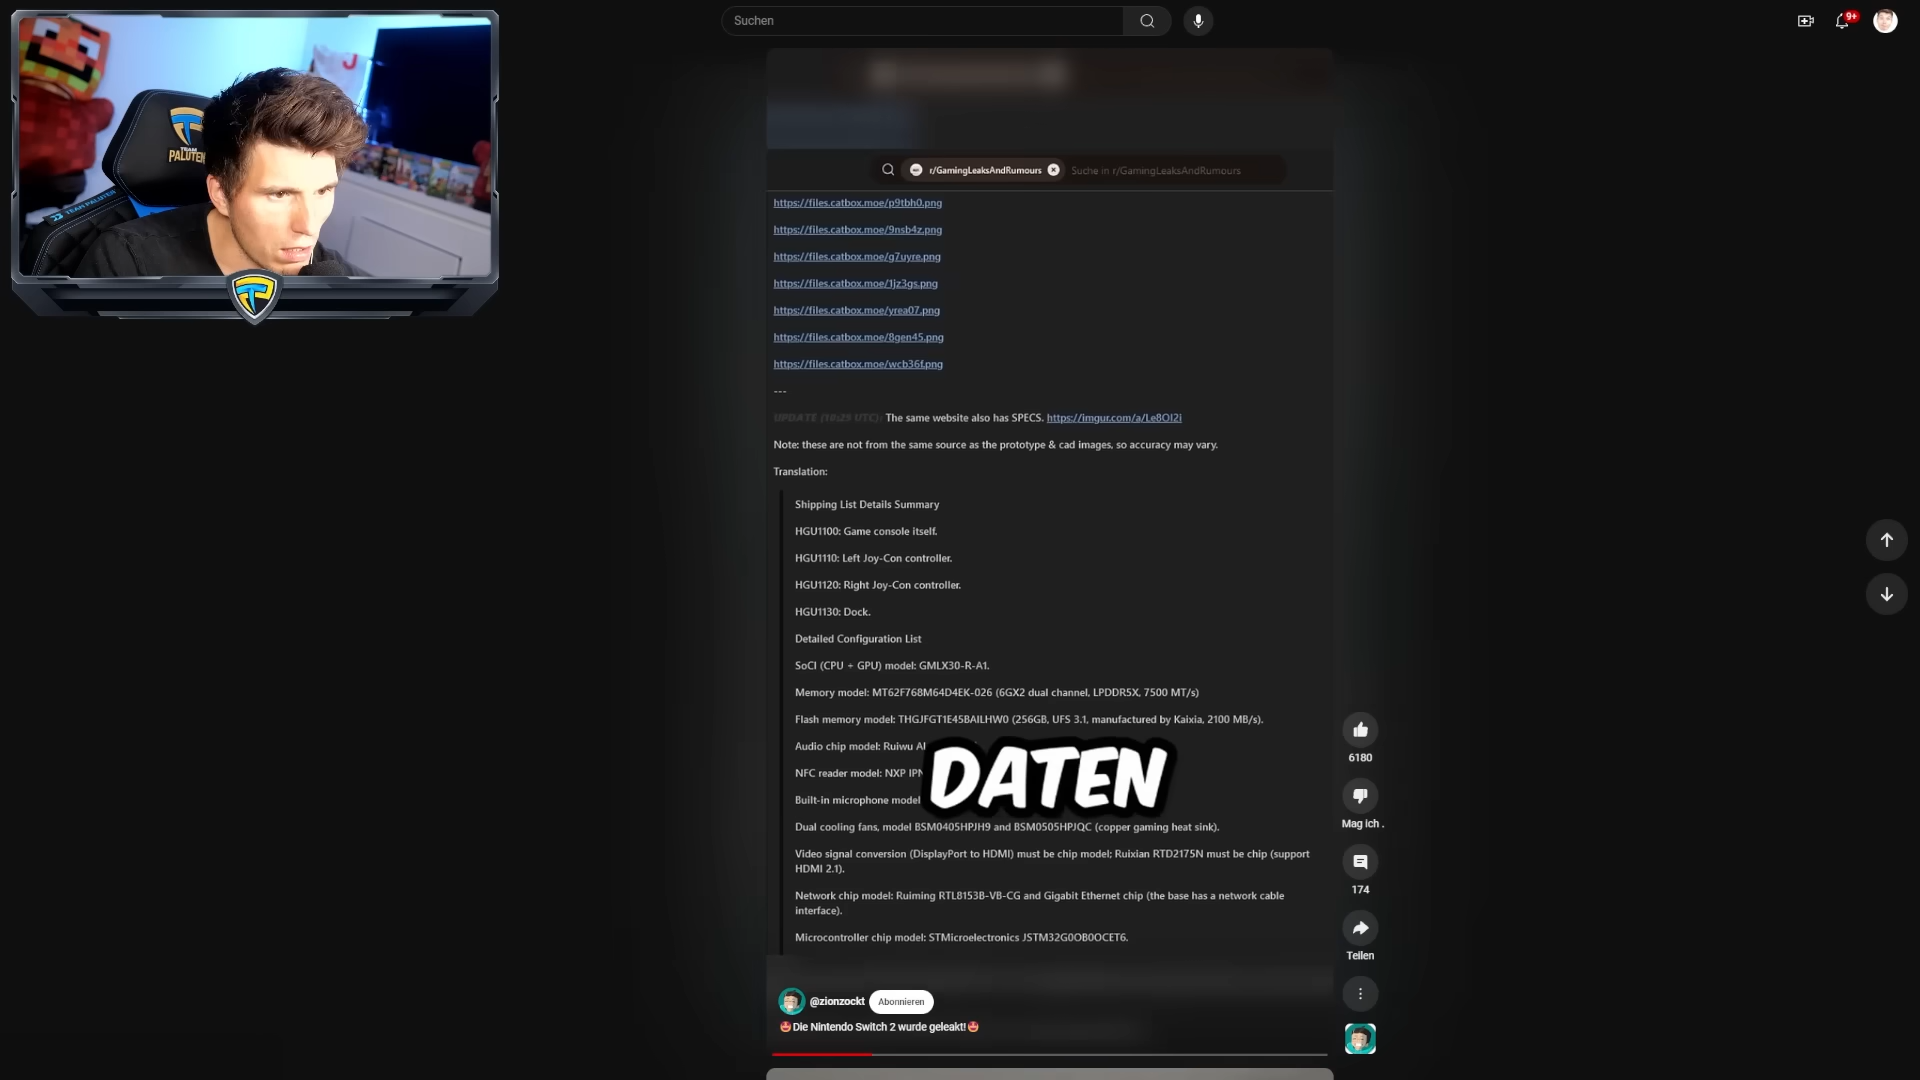 Suchen
9+
TEAM
PALUTEN
TEAM PALUTEN
r/GamingLeaksAndRumours
Suche in r/GamingLeaksAndRumours
https://files.catbox.moe/p9tbh0.png
https://files.catbox.moe/9nsb4z.png
https://files.catbox.moe/g7uyre.png
https://files.catbox.moe/1jz3gs.png
https://files.catbox.moe/yrea07.png
https://files.catbox.moe/8gen45.png
https://files.catbox.moe/wcb36f.png
---
UPDATE (10:25 UTC): The same website also has SPECS. https://imgur.com/a/Le8OI2i
Note: these are not from the same source as the prototype & cad images, so accuracy may vary.
Translation:
Shipping List Details Summary
HGU1100: Game console itself.
HGU1110: Left Joy-Con controller.
HGU1120: Right Joy-Con controller.
HGU1130: Dock.
Detailed Configuration List
SoCI (CPU + GPU) model: GMLX30-R-A1.
Memory model: MT62F768M64D4EK-026 (6GX2 dual channel, LPDDR5X, 7500 MT/s)
Flash memory model: THGJFGT1E45BAILHW0 (256GB, UFS 3.1, manufactured by Kaixia, 2100 MB/s).
Audio chip model: Ruiwu
NFC reader model: NXP
Built-in microphone model
DATEN
Dual cooling fans, model BSM0405HPJH9 and BSM0505HPJQC (copper gaming heat sink).
Video signal conversion (DisplayPort to HDMI) must be chip model; Ruixian RTD2175N must be chip (support
HDMI 2.1).
Network chip model: Ruiming RTL8153B-VB-CG and Gigabit Ethernet chip (the base has a network cable
interface).
Microcontroller chip model: STMicroelectronics JSTM32G0OB0OCET6.
6180
Mag ich .
174
Teilen
@zionzockt
Abonnieren
🤩Die Nintendo Switch 2 wurde geleakt!🤩